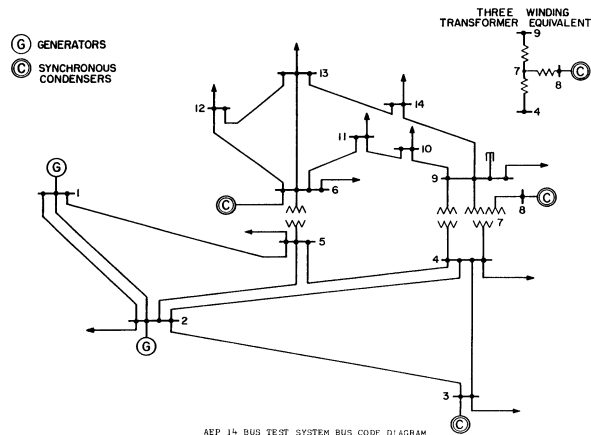 THREE WINDING
TRANSFORMER EQUIVALENT
G GENERATORS
C SYNCHRONOUS
CONDENSERS
9
7
8
C
4
13
14
12
11
10
9
6
C
G
1
C
8
7
5
4
2
G
3
C
AEP 14 BUS TEST SYSTEM BUS CODE DIAGRAM